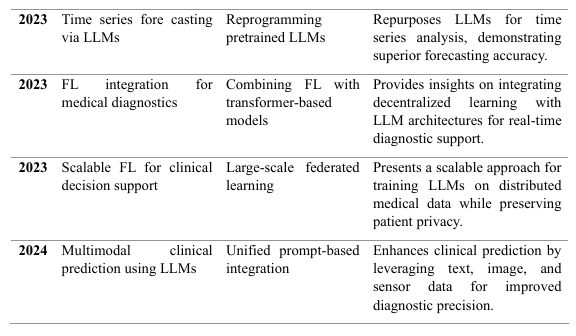 2023 Time series fore casting Reprogramming Repurposes LLMs for time
via LLMs pretrained LLMs series analysis, demonstrating
superior forecasting accuracy.
2023 FL integration for Combining FL with Provides insights on integrating
medical diagnostics transformer-based decentralized learning with
models LLM architectures for real-time
diagnostic support.
2023 Scalable FL for clinical Large-scale federated Presents a scalable approach for
decision support learning training LLMs on distributed
medical data while preserving
patient privacy.
2024 Multimodal clinical Unified prompt-based Enhances clinical prediction by
prediction using LLMs integration leveraging text, image, and
sensor data for improved
diagnostic precision.